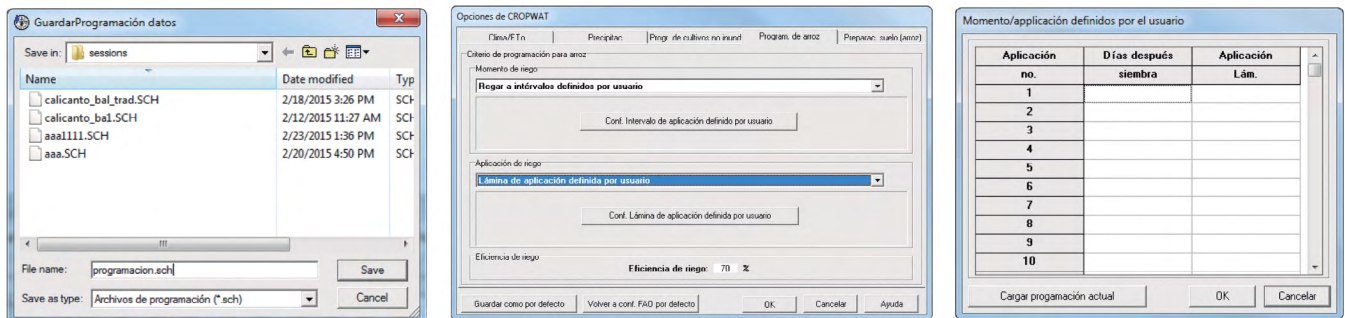 GuardarProgramación datos
Save in: sessions
Name Date modified Typ
calicanto_bal_trad.SCH 2/18/2015 3:26 PM SCH
calicanto_ba1.SCH 2/12/2015 11:27 AM SCH
aaa1111.SCH 2/23/2015 1:36 PM SCH
aaa.SCH 2/20/2015 4:50 PM SCH
File name: programacion.sch Save
Save as type: Archivos de programación (*.sch) Cancel
Opciones de CROPWAT
Clima/ETo Precipitac. Progr. de cultivos no inund Program. de arroz Preparac. suelo (arroz)
Criterio de programación para arroz
Momento de riego
Regar a intérvalos definidos por usuario
Conf. Intervalo de aplicación definido por usuario
Aplicación de riego
Lámina de aplicación definida por usuario
Conf. Lámina de aplicación definida por usuario
Eficiencia de riego
Eficiencia de riego: 70 %
Guardar como por defecto Volver a conf. FAO por defecto OK Cancelar Ayuda
Momento/applicación definidos por el usuario
Aplicación Días después Aplicación
no. siembra Lám.
1
2
3
4
5
6
7
8
9
10
Cargar progamación actual OK Cancelar